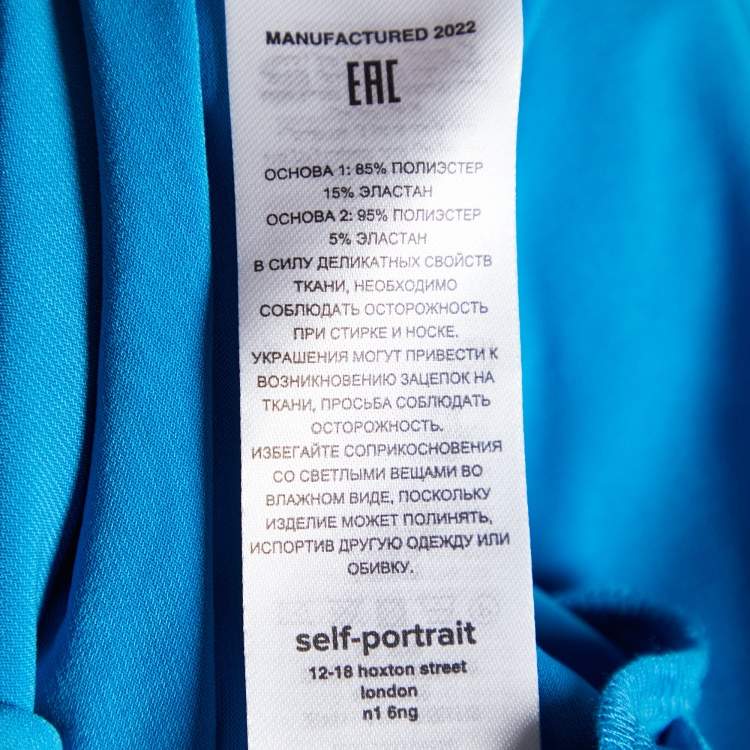 MANUFACTURED 2022
EAC
ОСНОВА 1: 85% ПОЛИЭСТЕР
15% ЭЛАСТАН
ОСНОВА 2: 95% ПОЛИЭСТЕР
5% ЭЛАСТАН
В СИЛУ ДЕЛИКАТНЫХ СВОЙСТВ
ТКАНИ, НЕОБХОДИМО
СОБЛЮДАТЬ ОСТОРОЖНОСТЬ
ПРИ СТИРКЕ И НОСКЕ.
УКРАШЕНИЯ МОГУТ ПРИВЕСТИ К
ВОЗНИКНОВЕНИЮ ЗАЦЕПОК НА
ТКАНИ, ПРОСЬБА СОБЛЮДАТЬ
ОСТОРОЖНОСТЬ.
ИЗБЕГАЙТЕ СОПРИКОСНОВЕНИЯ
СО СВЕТЛЫМИ ВЕЩАМИ ВО
ВЛАЖНОМ ВИДЕ, ПОСКОЛЬКУ
ИЗДЕЛИЕ МОЖЕТ ПОЛИНЯТЬ,
ИСПОРТИВ ДРУГУЮ ОДЕЖДУ ИЛИ
ОБИВКУ.
self-portrait
12-18 hoxton street
london
n1 6ng